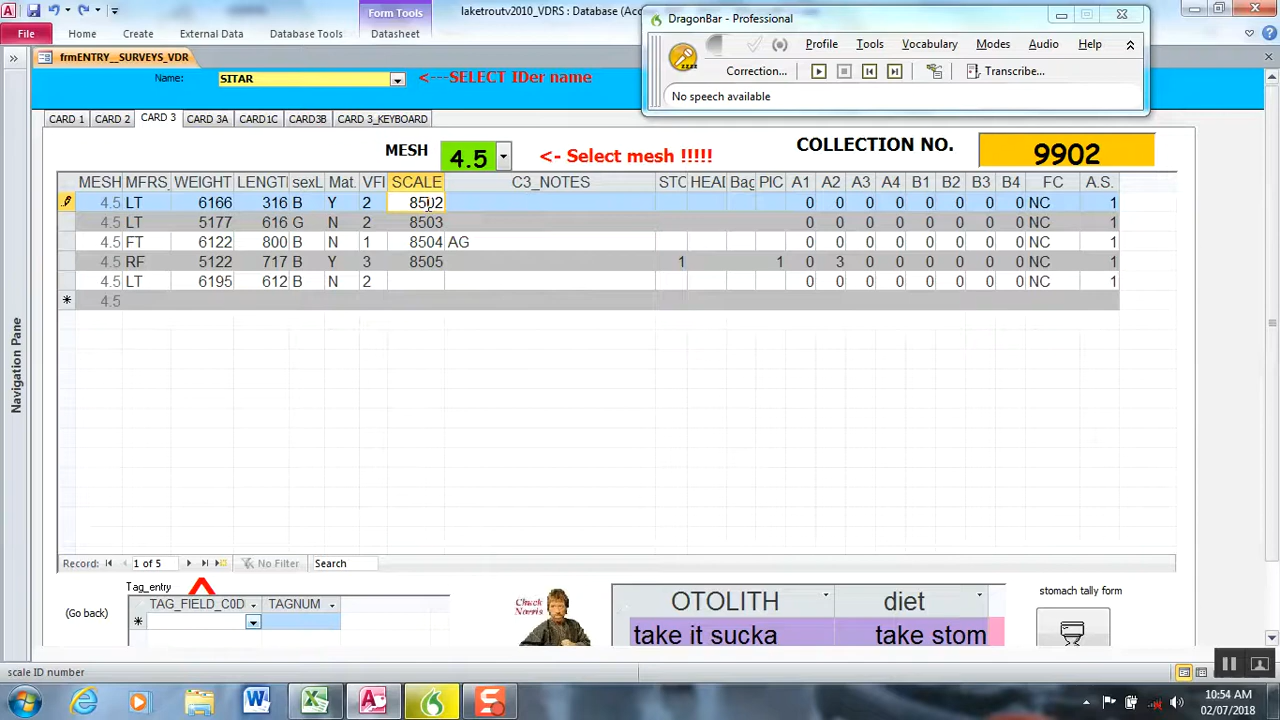 Form Tools
laketroutv2010_VDRS : Database (Acc
File
Home
Create
External Data
Database Tools
Datasheet
DragonBar - Professional
Profile
Tools
Vocabulary
Modes
Audio
Help
Correction...
Transcribe...
No speech available
frmENTRY__SURVEYS_VDR
Name:
SITAR
<---SELECT IDer name
CARD 1
CARD 2
CARD 3
CARD 3A
CARD1C
CARD3B
CARD 3_KEYBOARD
MESH
4.5
<- Select mesh !!!!!
COLLECTION NO.
9902
MESH MFRS_ WEIGHT LENGTH sexL Mat. VFI SCALE C3_NOTES STO HEAD Bag PIC A1 A2 A3 A4 B1 B2 B3 B4 FC A.S.
4.5 LT 6166 316 B Y 2 8502 0 0 0 0 0 0 0 0 NC 1
4.5 LT 5177 616 G N 2 8503 0 0 0 0 0 0 0 0 NC 1
4.5 FT 6122 800 B N 1 8504 AG 0 0 0 0 0 0 0 0 NC 1
4.5 RF 5122 717 B Y 3 8505 1 1 0 3 0 0 0 0 0 0 NC 1
4.5 LT 6195 612 B N 2 0 0 0 0 0 0 0 0 NC 1
4.5
Navigation Pane
Record: 1 of 5 No Filter Search
Tag_entry
(Go back)
TAG_FIELD_C0D
TAGNUM
Chuck
Norris
OTOLITH
diet
take it sucka
take stom
stomach tally form
scale ID number
10:54 AM
02/07/2018